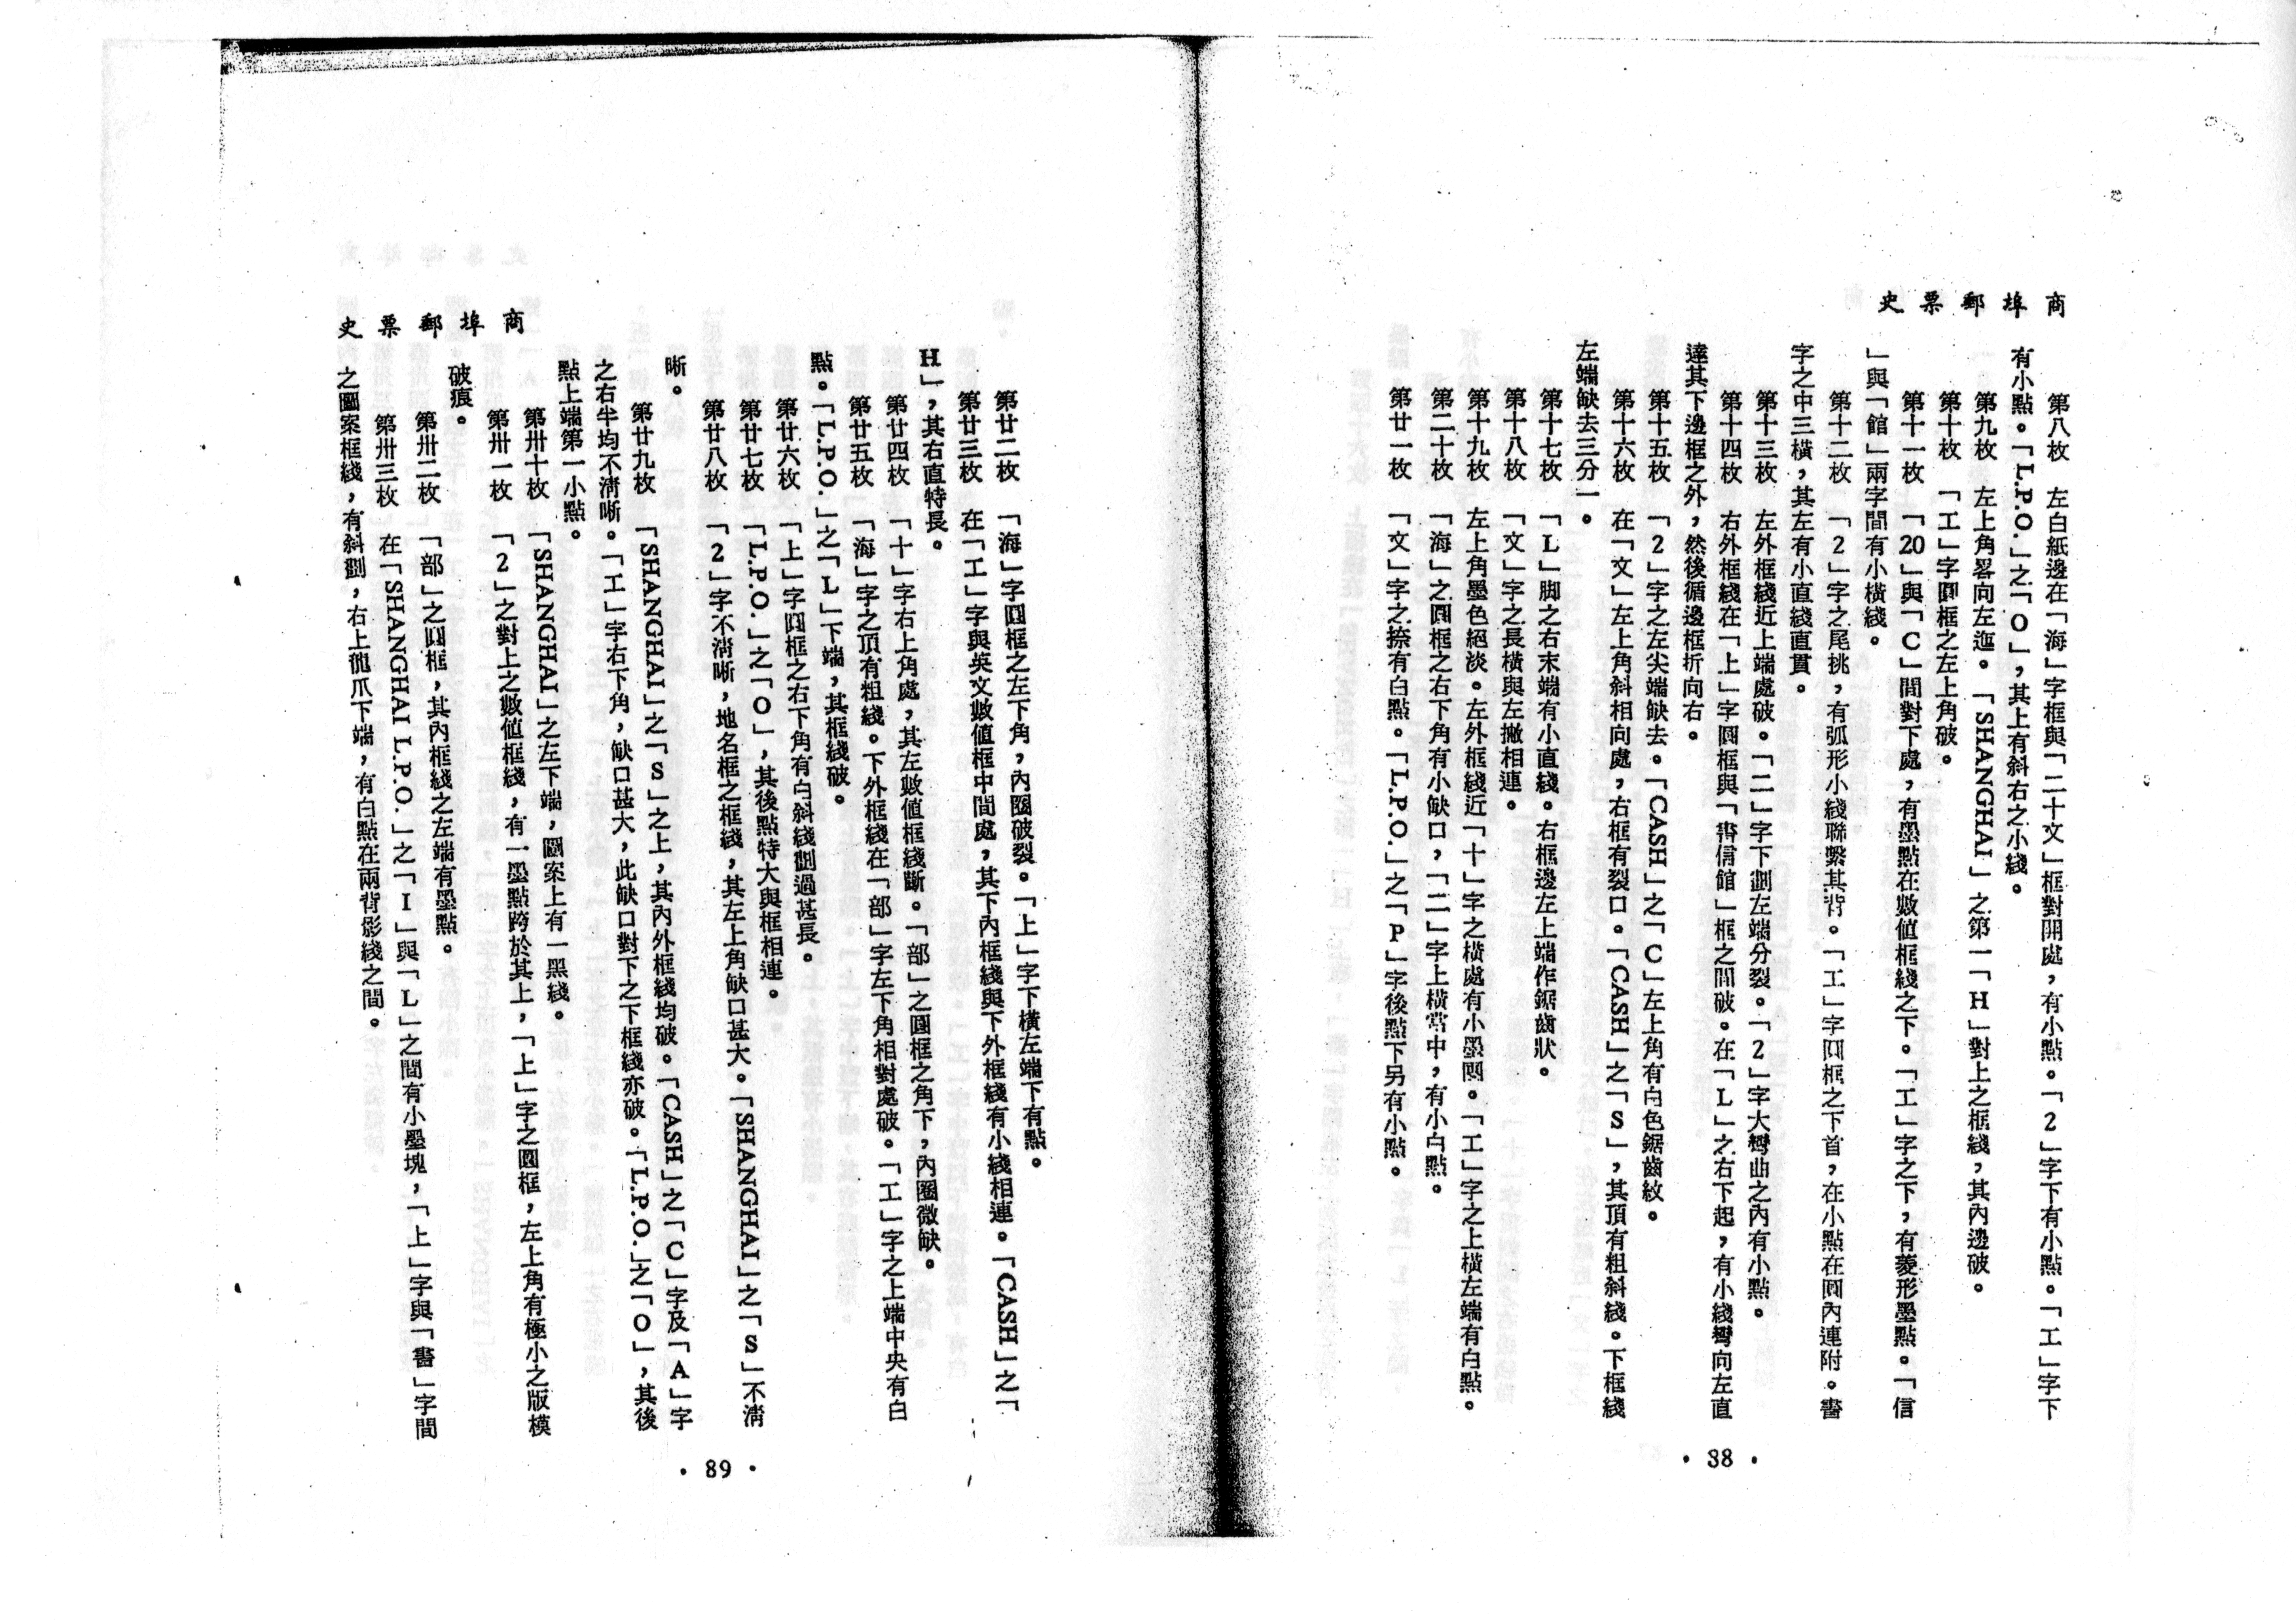 商埠郵票史
第八枚 左白紙邊在「海」字框與「二十文」框對開處，有小點。「2」字下有小點。「工」字下
有小點。「L.P.O.」之「O」，其上有斜右之小綫。
第九枚 左上角畧向左迤。「SHANGHAI」之第一「H」對上之框綫，其內邊破。
第十枚 「工」字圓框之左上角破。
第十一枚 「20」與「C」間對下處，有墨點在數値框綫之下。「工」字之下，有菱形墨點。「信
」與「館」兩字間有小橫綫。
第十二枚 「2」字之尾挑，有弧形小綫聯繫其背。「工」字圓框之下首，在小點在圓內連附。書
字之中三橫，其左有小直綫直貫。
第十三枚 左外框綫近上端處破。「二」字下劃左端分裂。「2」字大彎曲之內有小點。
第十四枚 右外框綫在「上」字圓框與「書信館」框之間破。在「L」之右下起，有小綫彎向左直
達其下邊框之外，然後循邊框折向右。
第十五枚 「2」字之左尖端缺去。「CASH」之「C」左上角有白色鋸齒紋。
第十六枚 在「文」左上角斜相向處，右框有裂口。「CASH」之「S」，其頂有粗斜綫。下框綫
左端缺去三分一。
第十七枚 「L」脚之右末端有小直綫。右框邊左上端作鋸齒狀。
第十八枚 「文」字之長橫與左撇相連。
第十九枚 左上角墨色絕淡。左外框綫近「十」字之橫處有小墨圓。「工」字之上橫左端有白點。
第二十枚 「海」之圓框之右下角有小缺口，「二」字上橫當中，有小白點。
第廿一枚 「文」字之捺有白點。「L.P.O.」之「P」字後點下另有小點。
• 88 •
第廿二枚 「海」字圓框之左下角，內圈破裂。「上」字下橫左端下有點。
第廿三枚 在「工」字與英文數値框中間處，其下內框綫與下外框綫有小綫相連。「CASH」之「
H」，其右直特長。
第廿四枚 「十」字右上角處，其左數値框綫斷。「部」之圓框之角下，內圈微缺。
第廿五枚 「海」字之頂有粗綫。下外框綫在「部」字左下角相對處破。「工」字之上端中央有白
點。「L.P.O.」之「L」下端，其框綫破。
第廿六枚 「上」字圓框之右下角有白斜綫劃過甚長。
第廿七枚 「L.P.O.」之「O」，其後點特大與框相連。
第廿八枚 「2」字不淸晰，地名框之框綫，其左上角缺口甚大。「SHANGHAI」之「S」不淸
晰。
第廿九枚 「SHANGHAI」之「S」之上，其內外框綫均破。「CASH」之「C」字及「A」字
之右半均不淸晰。「工」字右下角，缺口甚大，此缺口對下之下框綫亦破。「L.P.O.」之「O」，其後
點上端第一小點。
第卅十枚 「SHANGHAI」之左下端，圖案上有一黑綫。
第卅一枚 「2」之對上之數値框綫，有一墨點跨於其上，「上」字之圓框，左上角有極小之版模
破痕。
第卅二枚 「部」之圓框，其內框綫之左端有墨點。
第卅三枚 在「SHANGHAI L.P.O.」之「I」與「L」之間有小墨塊，「上」字與「書」字間
之圖案框綫，有斜劃，右上龍爪下端，有白點在兩背影綫之間。
商埠郵票史
• 89 •